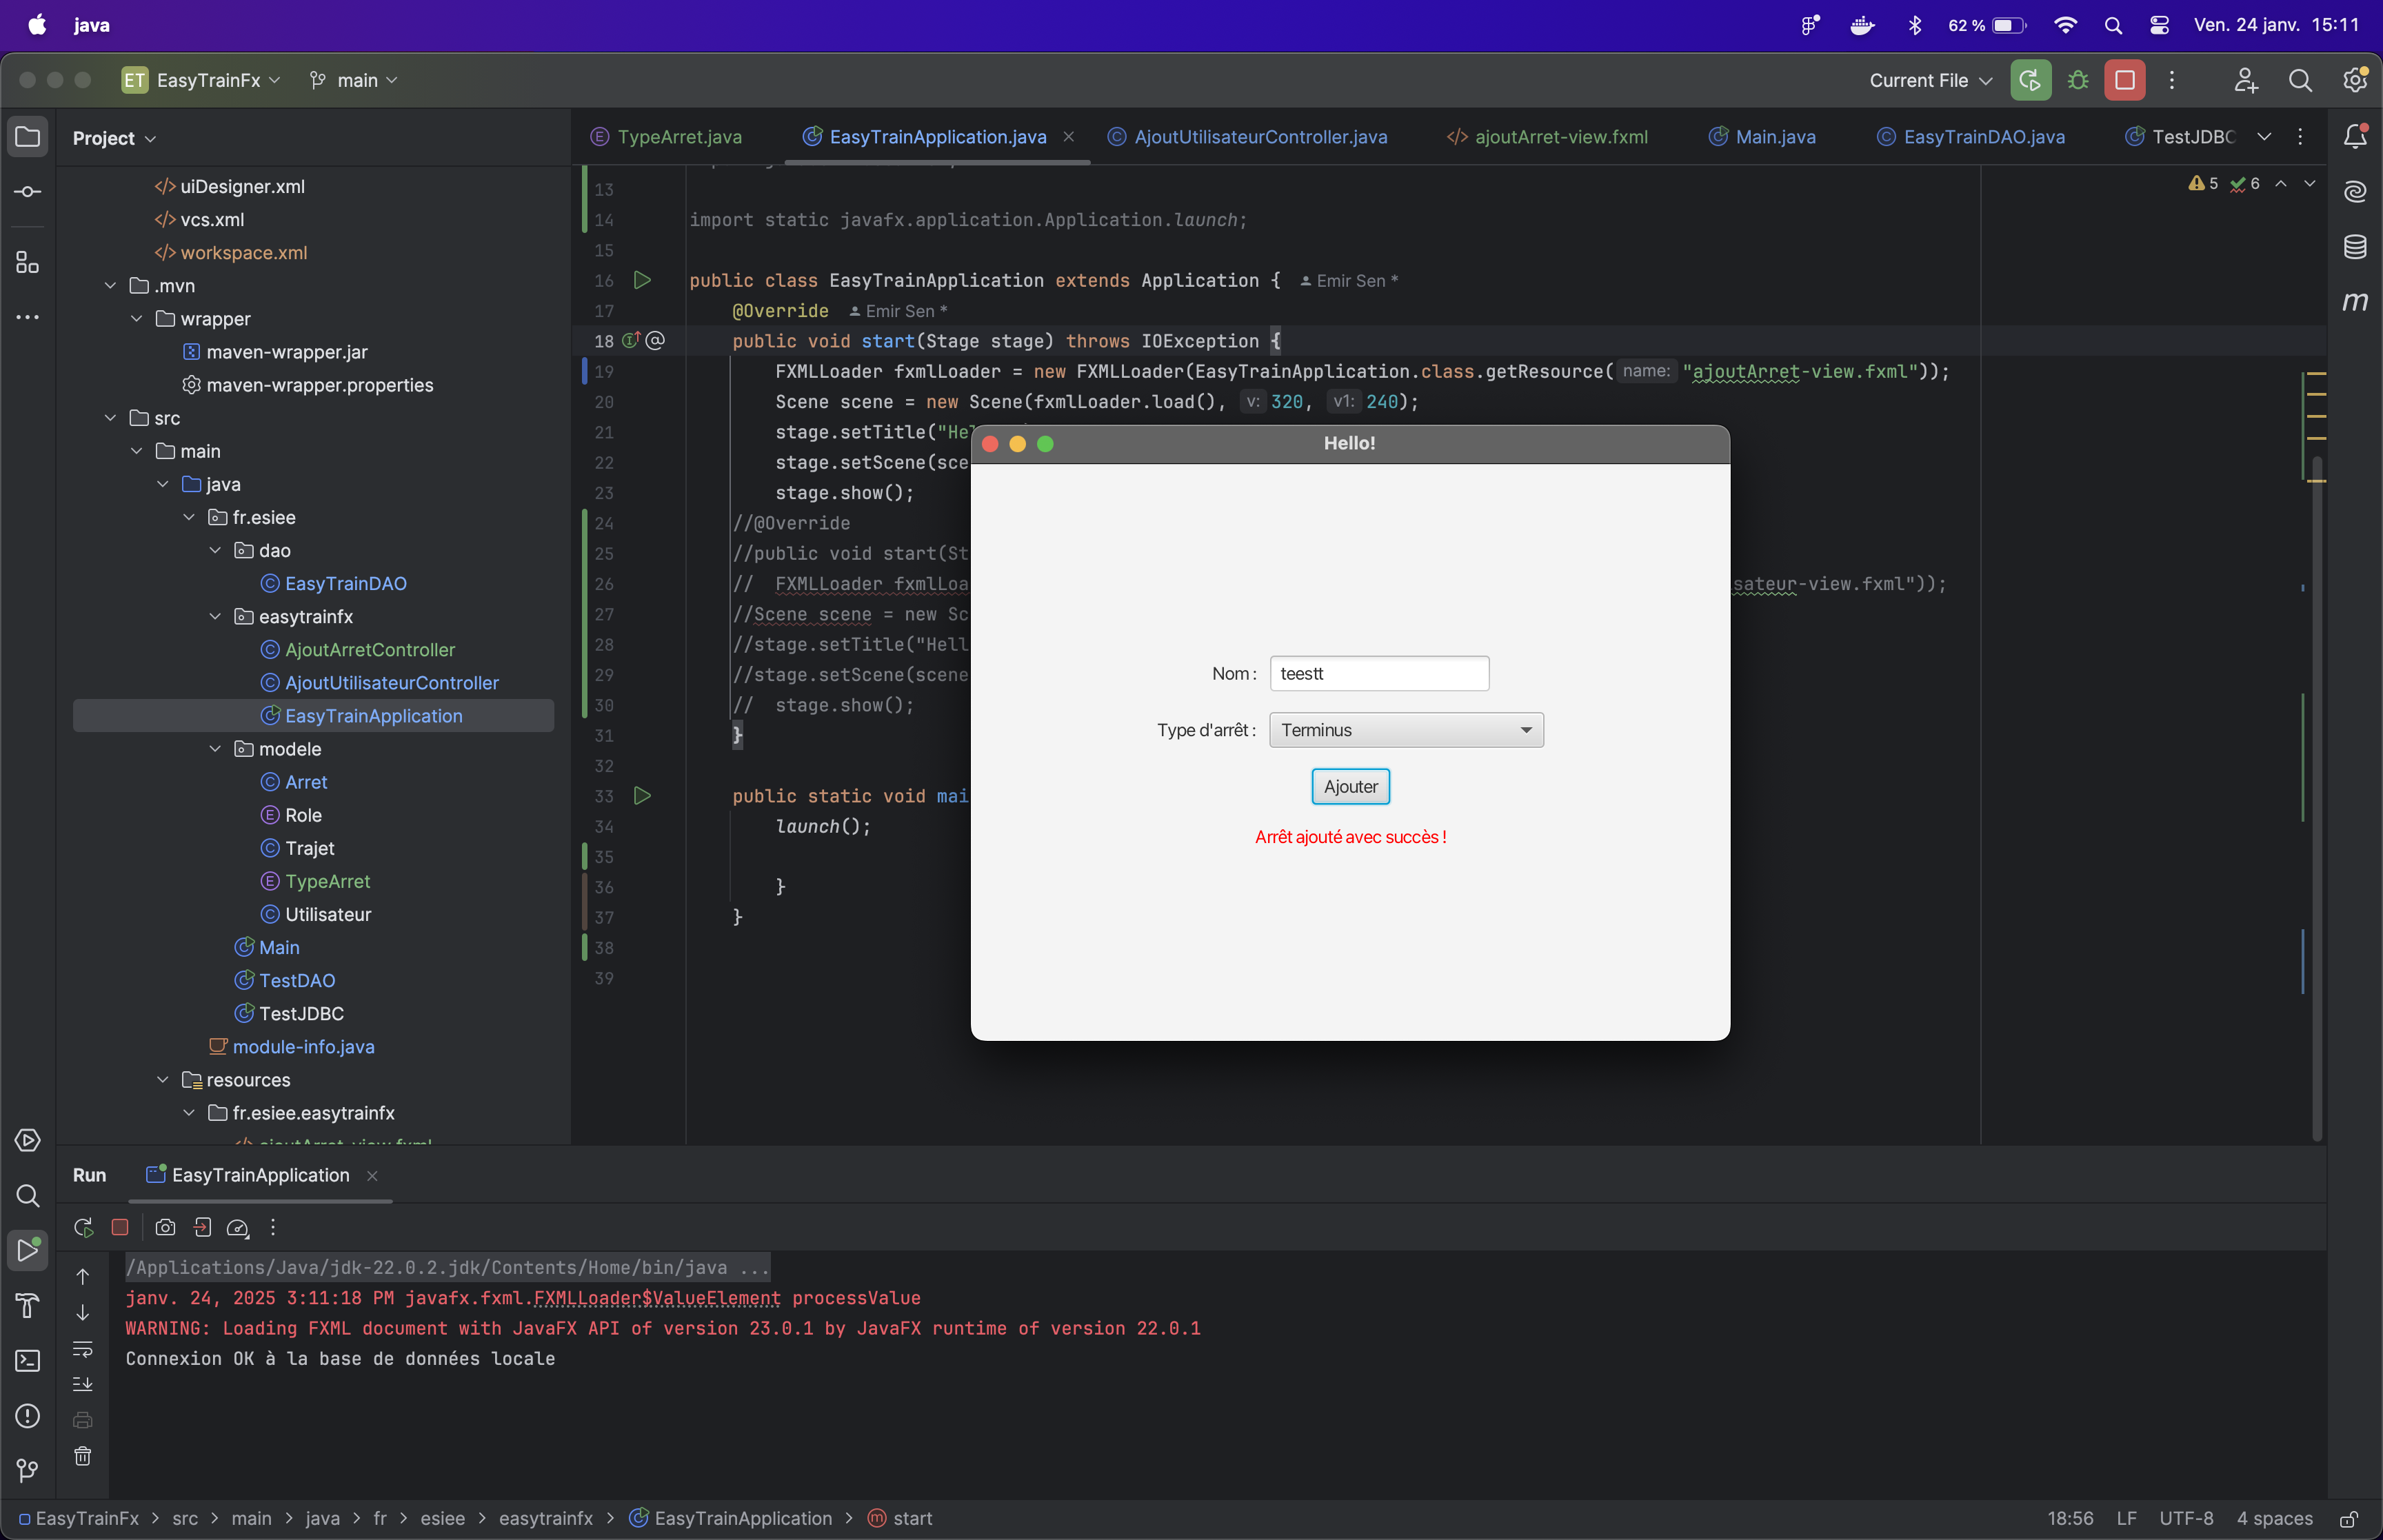 java
62 %
Ven. 24 janv. 15:11
ET EasyTrainFx
main
Current File
Project
uiDesigner.xml
vcs.xml
workspace.xml
.mvn
wrapper
maven-wrapper.jar
maven-wrapper.properties
src
main
java
fr.esiee
dao
EasyTrainDAO
easytrainfx
AjoutArretController
AjoutUtilisateurController
EasyTrainApplication
modele
Arret
Role
Trajet
TypeArret
Utilisateur
Main
TestDAO
TestJDBC
module-info.java
resources
fr.esiee.easytrainfx
ajoutArret-view.fxml
TypeArret.java
EasyTrainApplication.java
AjoutUtilisateurController.java
ajoutArret-view.fxml
Main.java
EasyTrainDAO.java
TestJDBC
5 6
13
14 import static javafx.application.Application.launch;
15
16 public class EasyTrainApplication extends Application { Emir Sen *
17 @Override Emir Sen *
18 public void start(Stage stage) throws IOException {
19 FXMLLoader fxmlLoader = new FXMLLoader(EasyTrainApplication.class.getResource( name: "ajoutArret-view.fxml"));
20 Scene scene = new Scene(fxmlLoader.load(), v: 320, v1: 240);
21 stage.setTitle("Hel
22 stage.setScene(sce
23 stage.show();
24 //@Override
25 //public void start(St
26 // FXMLLoader fxmlLoa sateur-view.fxml"));
27 //Scene scene = new Sc
28 //stage.setTitle("Hell
29 //stage.setScene(scene
30 // stage.show();
31 }
32
33 public static void mai
34 launch();
35
36 }
37 }
38
39
Hello!
Nom : teestt
Type d'arrêt : Terminus
Ajouter
Arrêt ajouté avec succès !
Run
EasyTrainApplication
/Applications/Java/jdk-22.0.2.jdk/Contents/Home/bin/java ...
janv. 24, 2025 3:11:18 PM javafx.fxml.FXMLLoader$ValueElement processValue
WARNING: Loading FXML document with JavaFX API of version 23.0.1 by JavaFX runtime of version 22.0.1
Connexion OK à la base de données locale
EasyTrainFx > src > main > java > fr > esiee > easytrainfx > EasyTrainApplication > start
18:56 LF UTF-8 4 spaces